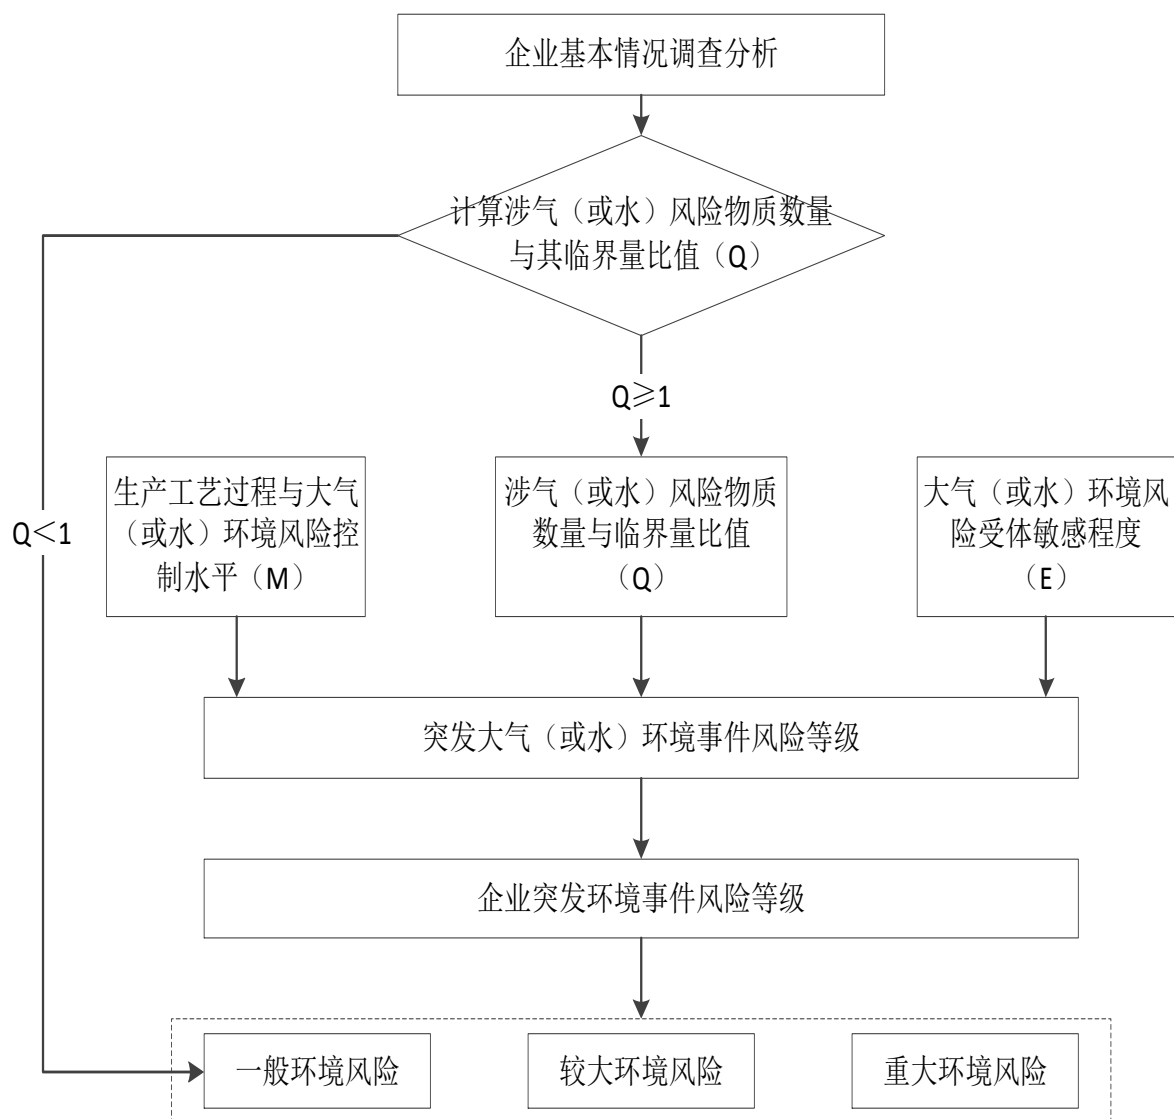 企业基本情况调查分析
计算涉气（或水）风险物质数量
与其临界量比值（Q）
Q≥1
Q＜1
生产工艺过程与大气
（或水）环境风险控
制水平（M）
涉气（或水）风险物质
数量与临界量比值
（Q）
大气（或水）环境风
险受体敏感程度
（E）
突发大气（或水）环境事件风险等级
企业突发环境事件风险等级
一般环境风险
较大环境风险
重大环境风险